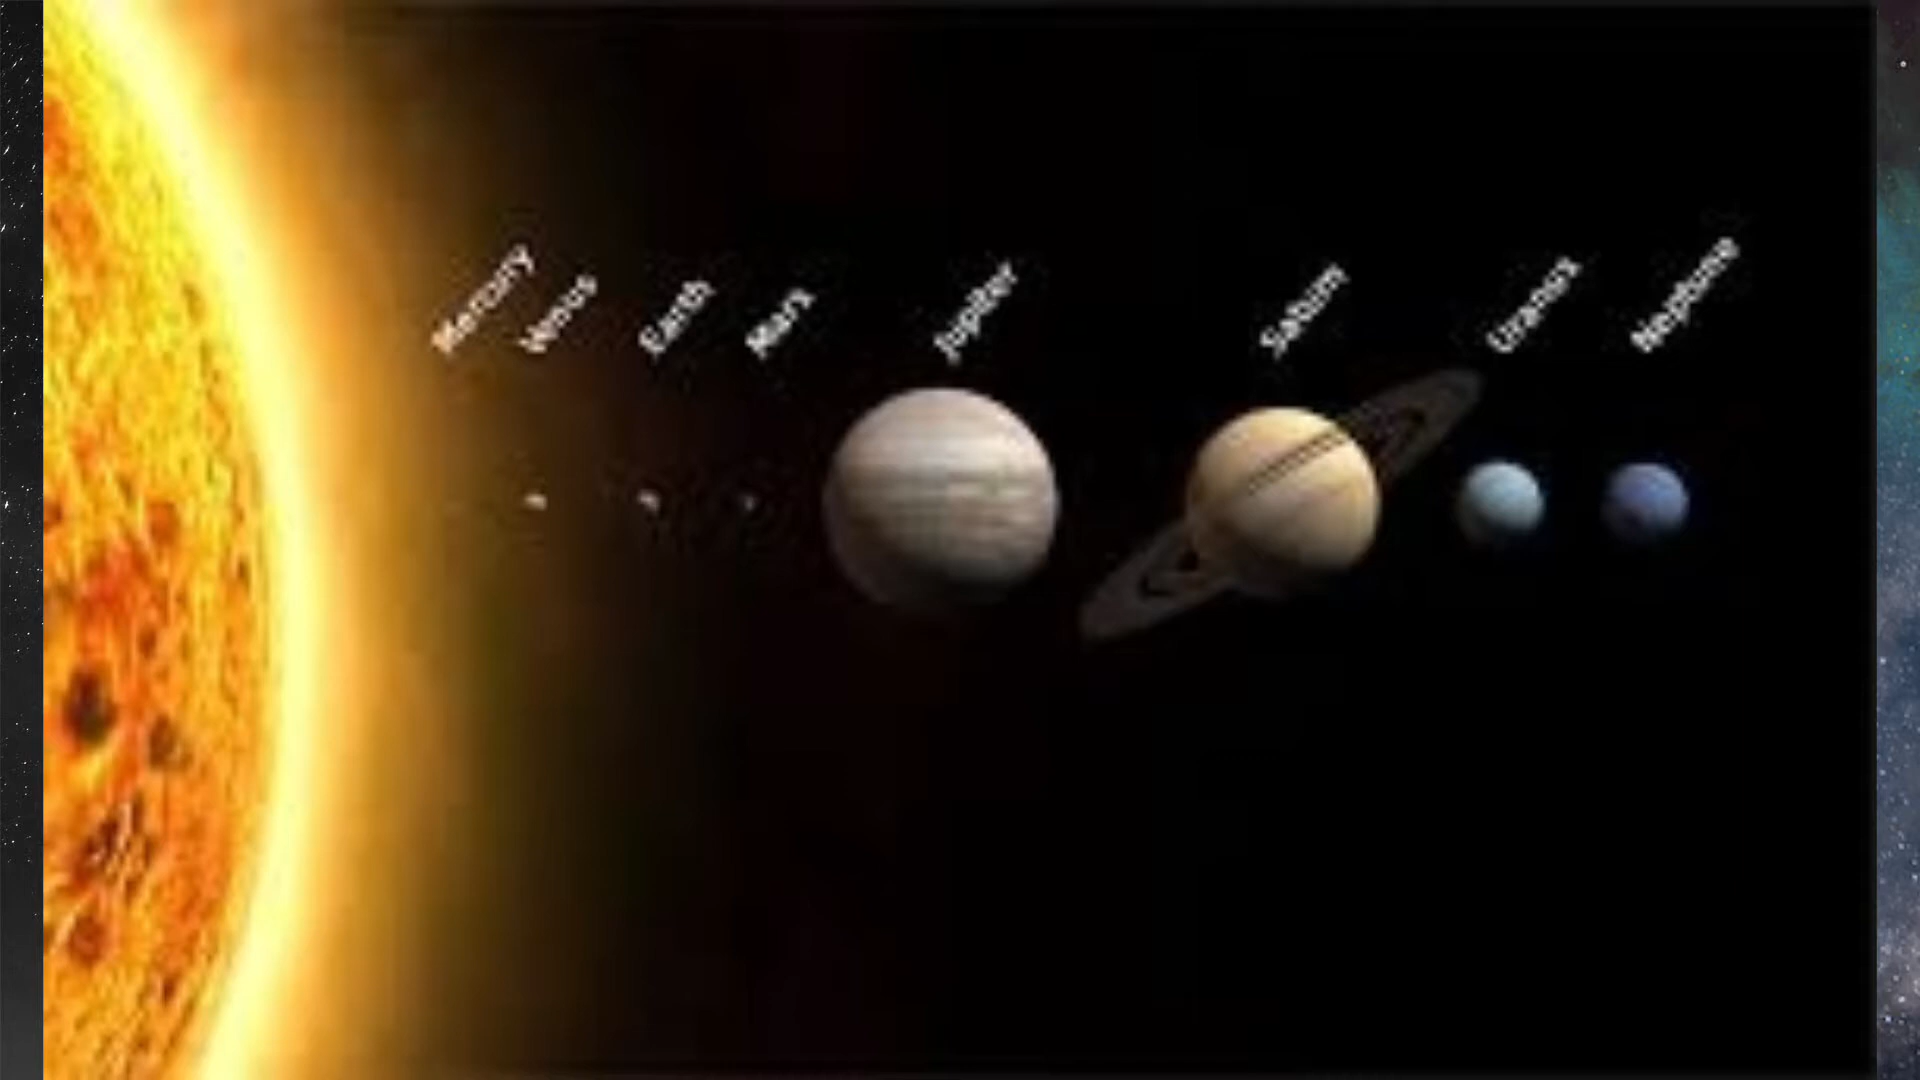 Mercury
Venus
Earth
Mars
Jupiter
Saturn
Uranus
Neptune